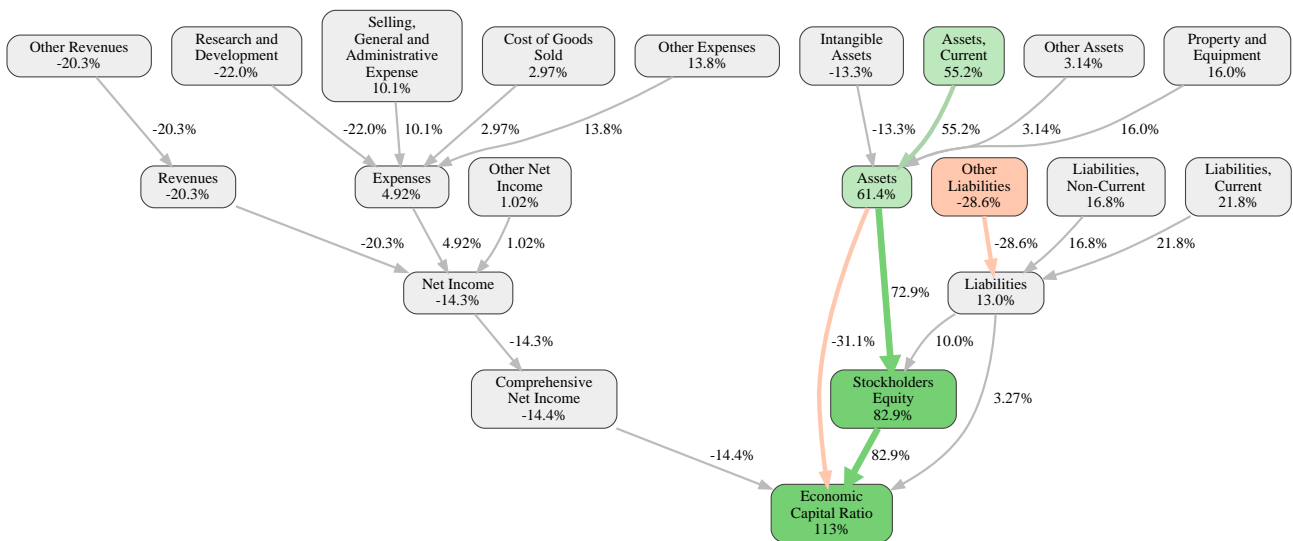 Other Revenues
-20.3%
Research and
Development
-22.0%
Selling,
General and
Administrative
Expense
10.1%
Cost of Goods
Sold
2.97%
Other Expenses
13.8%
Intangible
Assets
-13.3%
Assets,
Current
55.2%
Other Assets
3.14%
Property and
Equipment
16.0%
-20.3%
-22.0%
10.1%
2.97%
13.8%
-13.3%
55.2%
3.14%
16.0%
Revenues
-20.3%
Expenses
4.92%
Other Net
Income
1.02%
Assets
61.4%
Other
Liabilities
-28.6%
Liabilities,
Non-Current
16.8%
Liabilities,
Current
21.8%
-20.3%
4.92%
1.02%
-28.6%
16.8%
21.8%
Net Income
-14.3%
72.9%
Liabilities
13.0%
-14.3%
-31.1%
10.0%
Comprehensive
Net Income
-14.4%
Stockholders
Equity
82.9%
3.27%
-14.4%
82.9%
Economic
Capital Ratio
113%